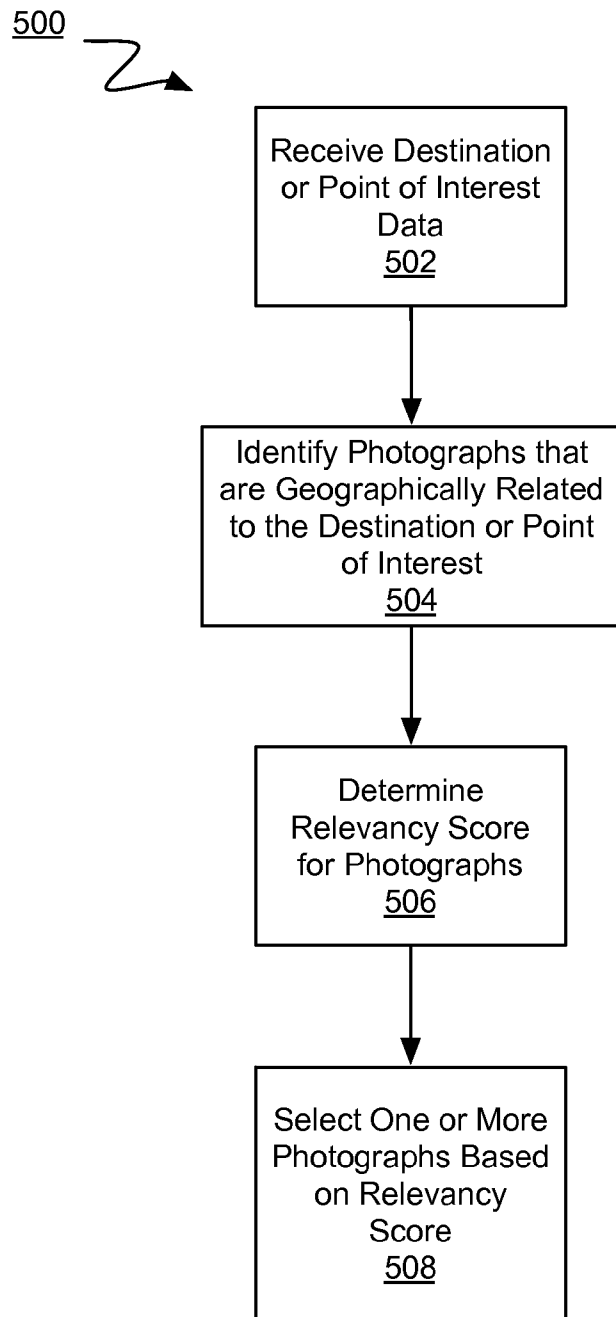 500
Receive Destination
or Point of Interest
Data
502
Identify Photographs that
are Geographically Related
to the Destination or Point
of Interest
504
Determine
Relevancy Score
for Photographs
506
Select One or More
Photographs Based
on Relevancy
Score
508